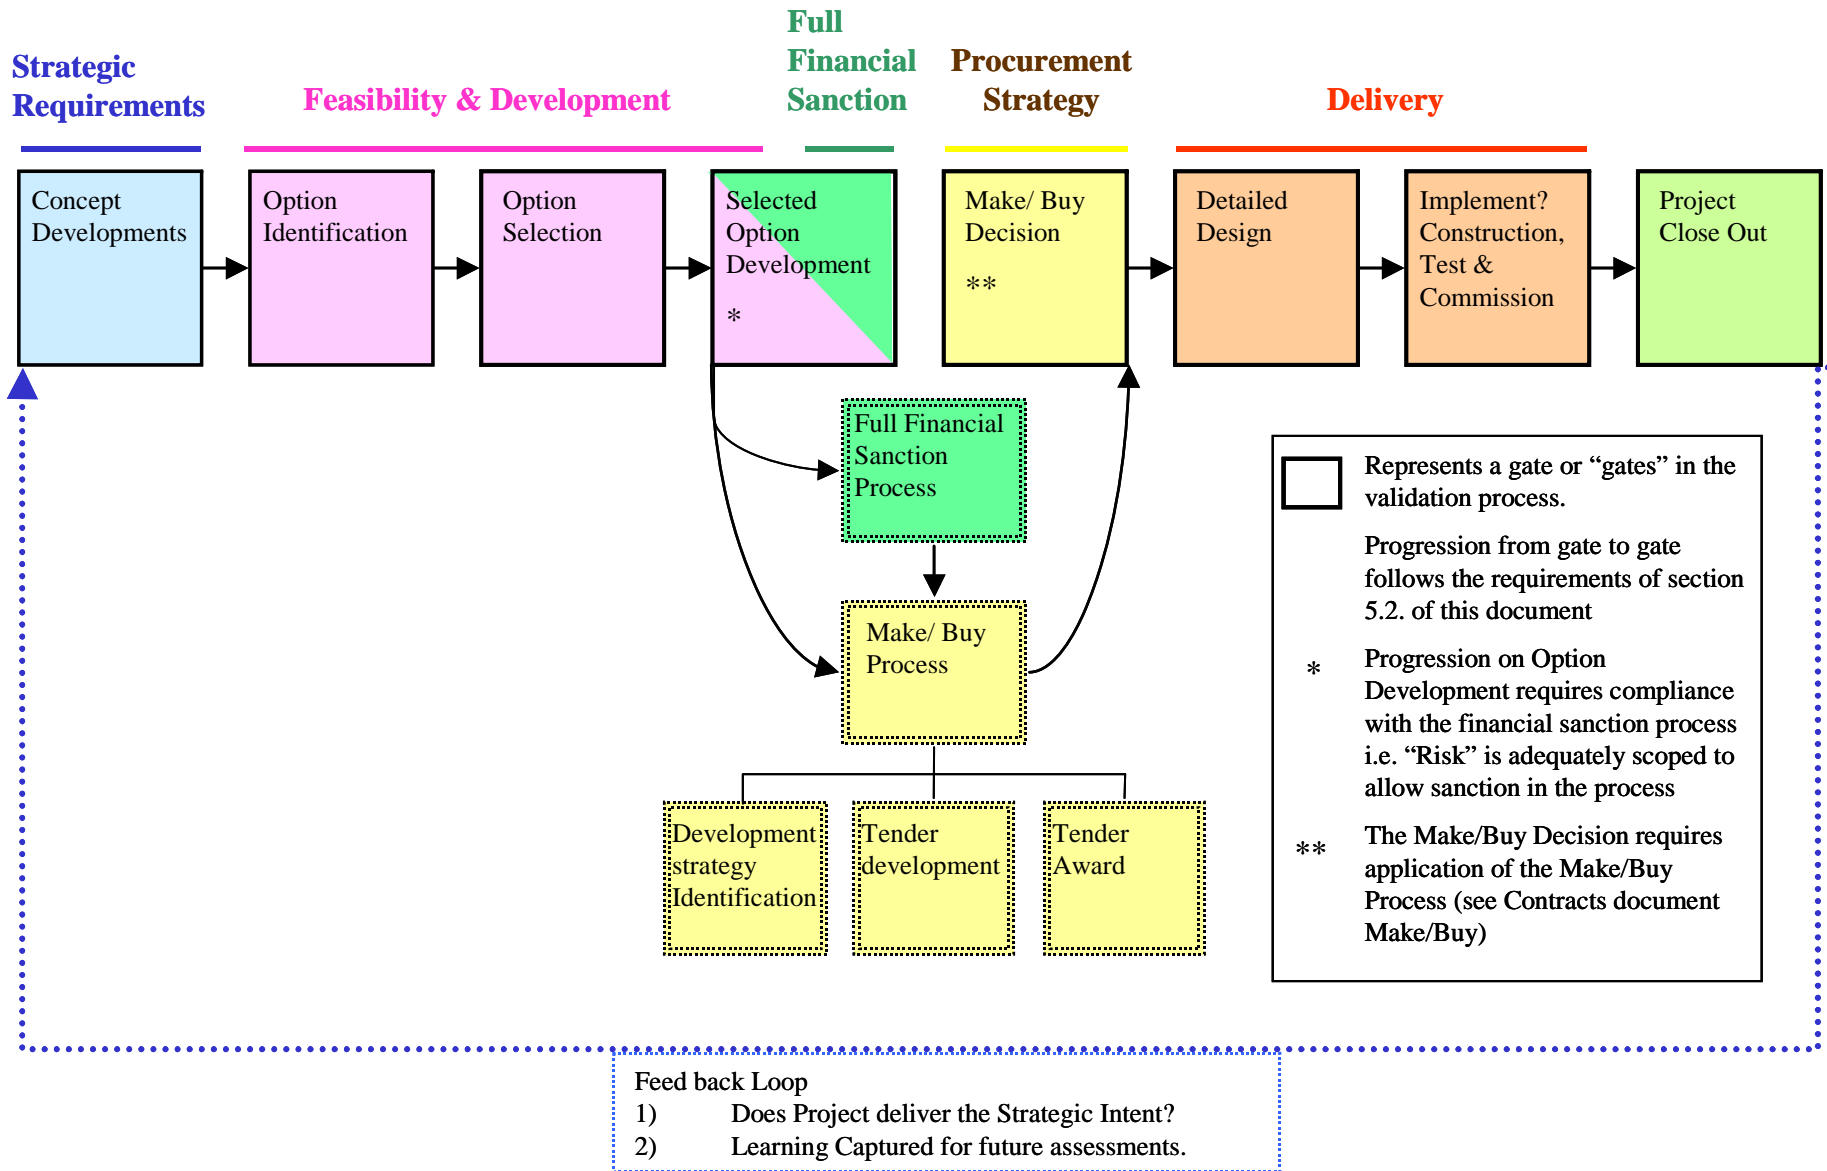 Strategic
Requirements
Feasibility & Development
Full
Financial
Sanction
Procurement
Strategy
Delivery
Concept
Developments
Option
Identification
Option
Selection
Selected
Option
Development
*
Make/ Buy
Decision
**
Detailed
Design
Implement?
Construction,
Test &
Commission
Project
Close Out
Full Financial
Sanction
Process
Make/ Buy
Process
Development
strategy
Identification
Tender
development
Tender
Award
Represents a gate or “gates” in the
validation process.
Progression from gate to gate
follows the requirements of section
5.2. of this document
* Progression on Option
Development requires compliance
with the financial sanction process
i.e. “Risk” is adequately scoped to
allow sanction in the process
** The Make/Buy Decision requires
application of the Make/Buy
Process (see Contracts document
Make/Buy)
Feed back Loop
1) Does Project deliver the Strategic Intent?
2) Learning Captured for future assessments.